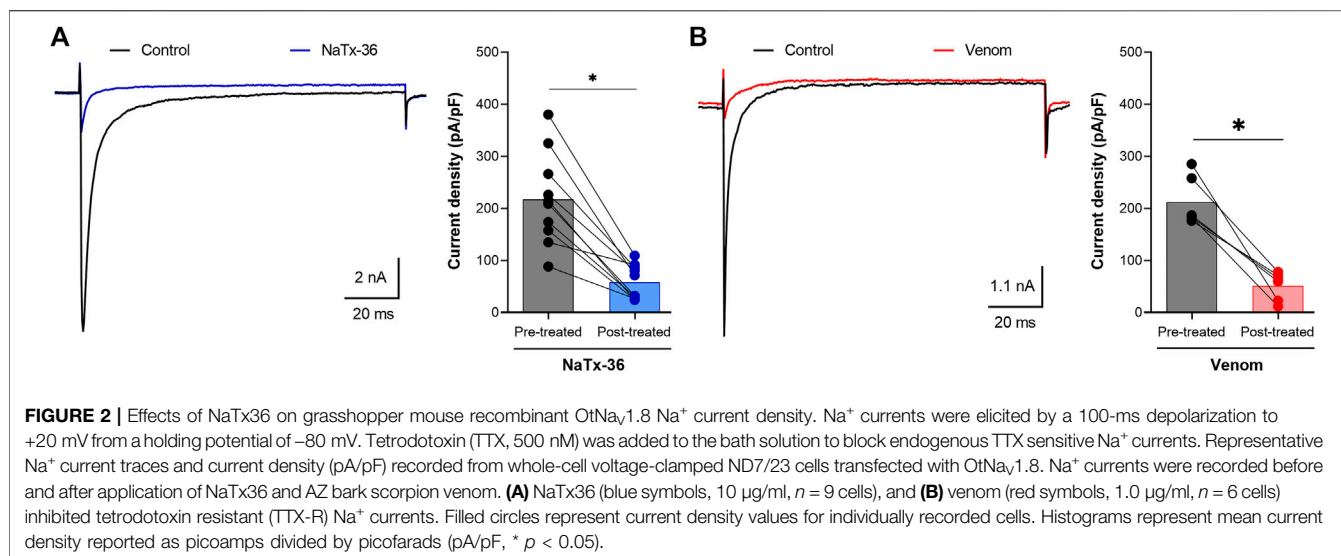 A
Control
NaTx-36
2 nA
20 ms
Current density (pA/pF)
500
400
300
200
100
0
*
Pre-treated
Post-treated
NaTx-36
B
Control
Venom
1.1 nA
20 ms
Current density (pA/pF)
500
400
300
200
100
0
*
Pre-treated
Post-treated
Venom
FIGURE 2 | Effects of NaTx36 on grasshopper mouse recombinant OtNaV1.8 Na+ current density. Na+ currents were elicited by a 100-ms depolarization to
+20 mV from a holding potential of –80 mV. Tetrodotoxin (TTX, 500 nM) was added to the bath solution to block endogenous TTX sensitive Na+ currents. Representative
Na+ current traces and current density (pA/pF) recorded from whole-cell voltage-clamped ND7/23 cells transfected with OtNaV1.8. Na+ currents were recorded before
and after application of NaTx36 and AZ bark scorpion venom. (A) NaTx36 (blue symbols, 10 μg/ml, n = 9 cells), and (B) venom (red symbols, 1.0 μg/ml, n = 6 cells)
inhibited tetrodotoxin resistant (TTX-R) Na+ currents. Filled circles represent current density values for individually recorded cells. Histograms represent mean current
density reported as picoamps divided by picofarads (pA/pF, * p < 0.05).